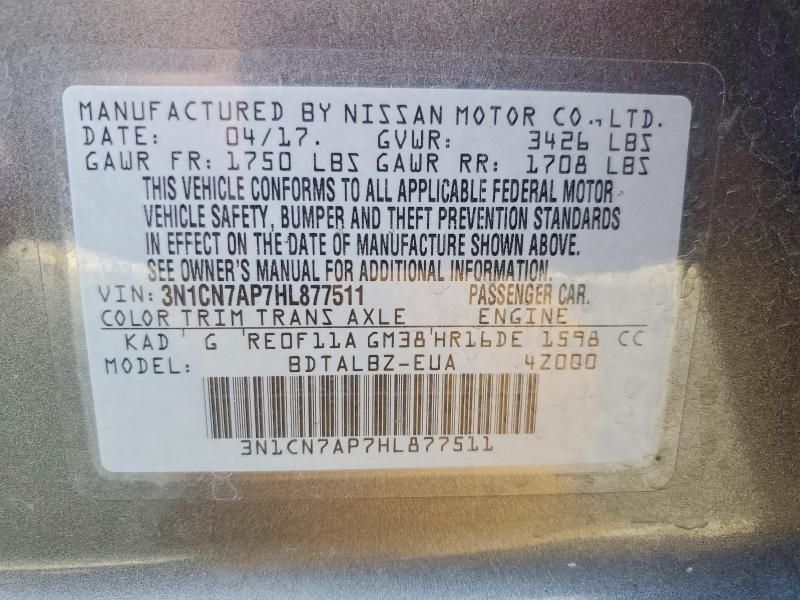 MANUFACTURED BY NISSAN MOTOR CO., LTD.
DATE: 04/17. GVWR: 3426 LBS
GAWR FR: 1750 LBS GAWR RR: 1708 LBS
THIS VEHICLE CONFORMS TO ALL APPLICABLE FEDERAL MOTOR
VEHICLE SAFETY, BUMPER AND THEFT PREVENTION STANDARDS
IN EFFECT ON THE DATE OF MANUFACTURE SHOWN ABOVE.
SEE OWNER'S MANUAL FOR ADDITIONAL INFORMATION.
VIN: 3N1CN7AP7HL877511 PASSENGER CAR.
COLOR TRIM TRANS AXLE ENGINE
KAD G RE0F11A GM38 HR16DE 1598 CC
MODEL: BDTALBZ-EUA 4Z000
3N1CN7AP7HL877511